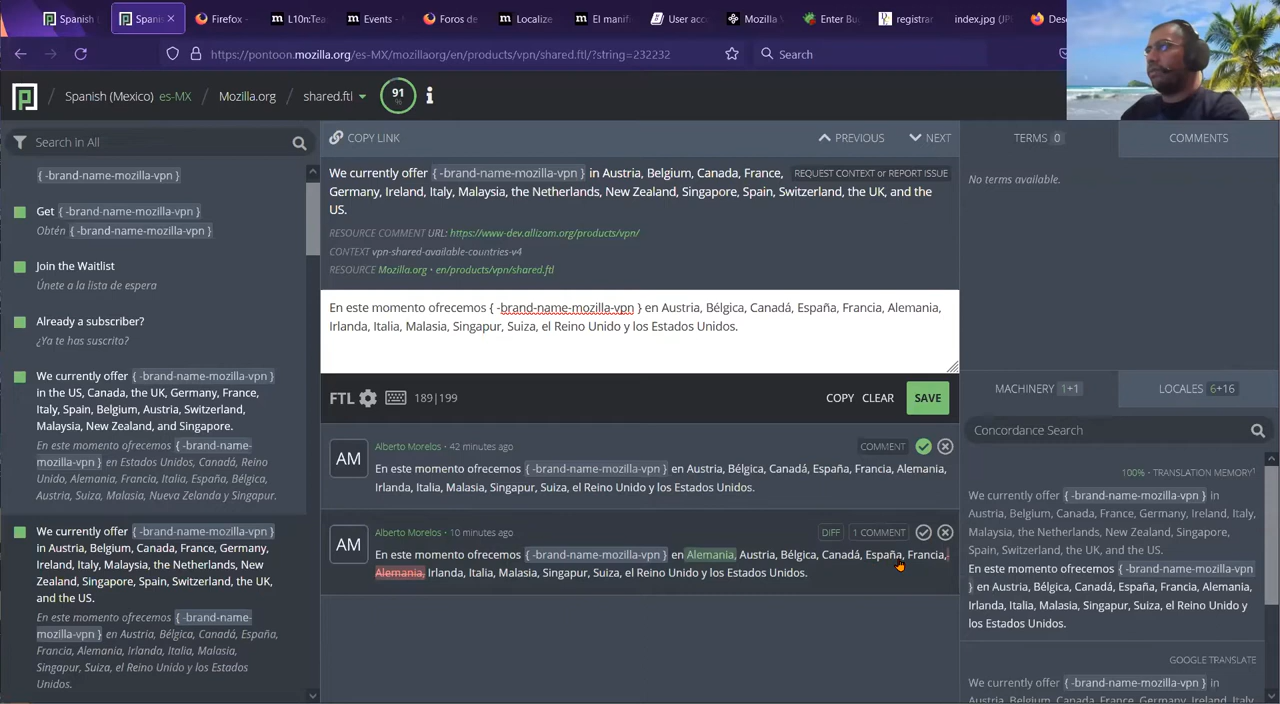 Spanish
Spanish
Firefox
L10n:Tea
Events -
Foros de
Localize
El manif
User acc
Mozilla
Enter Bu
registrar
index.jpg (JP
Des
https://pontoon.mozilla.org/es-MX/mozillaorg/en/products/vpn/shared.ftl/?string=232232
Search
/ Spanish (Mexico) es-MX / Mozilla.org / shared.ftl
91
%
Search in All
{ -brand-name-mozilla-vpn }
Get { -brand-name-mozilla-vpn }
Obtén { -brand-name-mozilla-vpn }
Join the Waitlist
Únete a la lista de espera
Already a subscriber?
¿Ya te has suscrito?
We currently offer { -brand-name-mozilla-vpn }
in the US, Canada, the UK, Germany, France,
Italy, Spain, Belgium, Austria, Switzerland,
Malaysia, New Zealand, and Singapore.
En este momento ofrecemos { -brand-name-
mozilla-vpn } en Estados Unidos, Canadá, Reino
Unido, Alemania, Francia, Italia, España, Bélgica,
Austria, Suiza, Malasia, Nueva Zelanda y Singapur.
We currently offer { -brand-name-mozilla-vpn }
in Austria, Belgium, Canada, France, Germany,
Ireland, Italy, Malaysia, the Netherlands, New
Zealand, Singapore, Spain, Switzerland, the UK,
and the US.
En este momento ofrecemos { -brand-name-
mozilla-vpn } en Austria, Bélgica, Canadá, España,
Francia, Alemania, Irlanda, Italia, Malasia,
Singapur, Suiza, el Reino Unido y los Estados
Unidos.
COPY LINK
PREVIOUS
NEXT
We currently offer { -brand-name-mozilla-vpn } in Austria, Belgium, Canada, France,
REQUEST CONTEXT or REPORT ISSUE
Germany, Ireland, Italy, Malaysia, the Netherlands, New Zealand, Singapore, Spain, Switzerland, the UK, and the
US.
RESOURCE COMMENT URL: https://www-dev.allizom.org/products/vpn/
CONTEXT vpn-shared-available-countries-v4
RESOURCE Mozilla.org • en/products/vpn/shared.ftl
En este momento ofrecemos { -brand-name-mozilla-vpn } en Austria, Bélgica, Canadá, España, Francia, Alemania,
Irlanda, Italia, Malasia, Singapur, Suiza, el Reino Unido y los Estados Unidos.
FTL
189|199
COPY
CLEAR
SAVE
AM
Alberto Morelos • 42 minutes ago
COMMENT
En este momento ofrecemos { -brand-name-mozilla-vpn } en Austria, Bélgica, Canadá, España, Francia, Alemania,
Irlanda, Italia, Malasia, Singapur, Suiza, el Reino Unido y los Estados Unidos.
AM
Alberto Morelos • 10 minutes ago
DIFF
1 COMMENT
En este momento ofrecemos { -brand-name-mozilla-vpn } en Alemania, Austria, Bélgica, Canadá, España, Francia,
Alemania, Irlanda, Italia, Malasia, Singapur, Suiza, el Reino Unido y los Estados Unidos.
TERMS 0
COMMENTS
No terms available.
MACHINERY 1+1
LOCALES 6+16
Concordance Search
100% • TRANSLATION MEMORY¹
We currently offer { -brand-name-mozilla-vpn } in
Austria, Belgium, Canada, France, Germany, Ireland, Italy,
Malaysia, the Netherlands, New Zealand, Singapore,
Spain, Switzerland, the UK, and the US.
En este momento ofrecemos { -brand-name-mozilla-vpn
} en Austria, Bélgica, Canadá, España, Francia, Alemania,
Irlanda, Italia, Malasia, Singapur, Suiza, el Reino Unido y
los Estados Unidos.
GOOGLE TRANSLATE
We currently offer { -brand-name-mozilla-vpn } in
Austria, Belgium, Canada, France, Germany, Ireland, Italy,